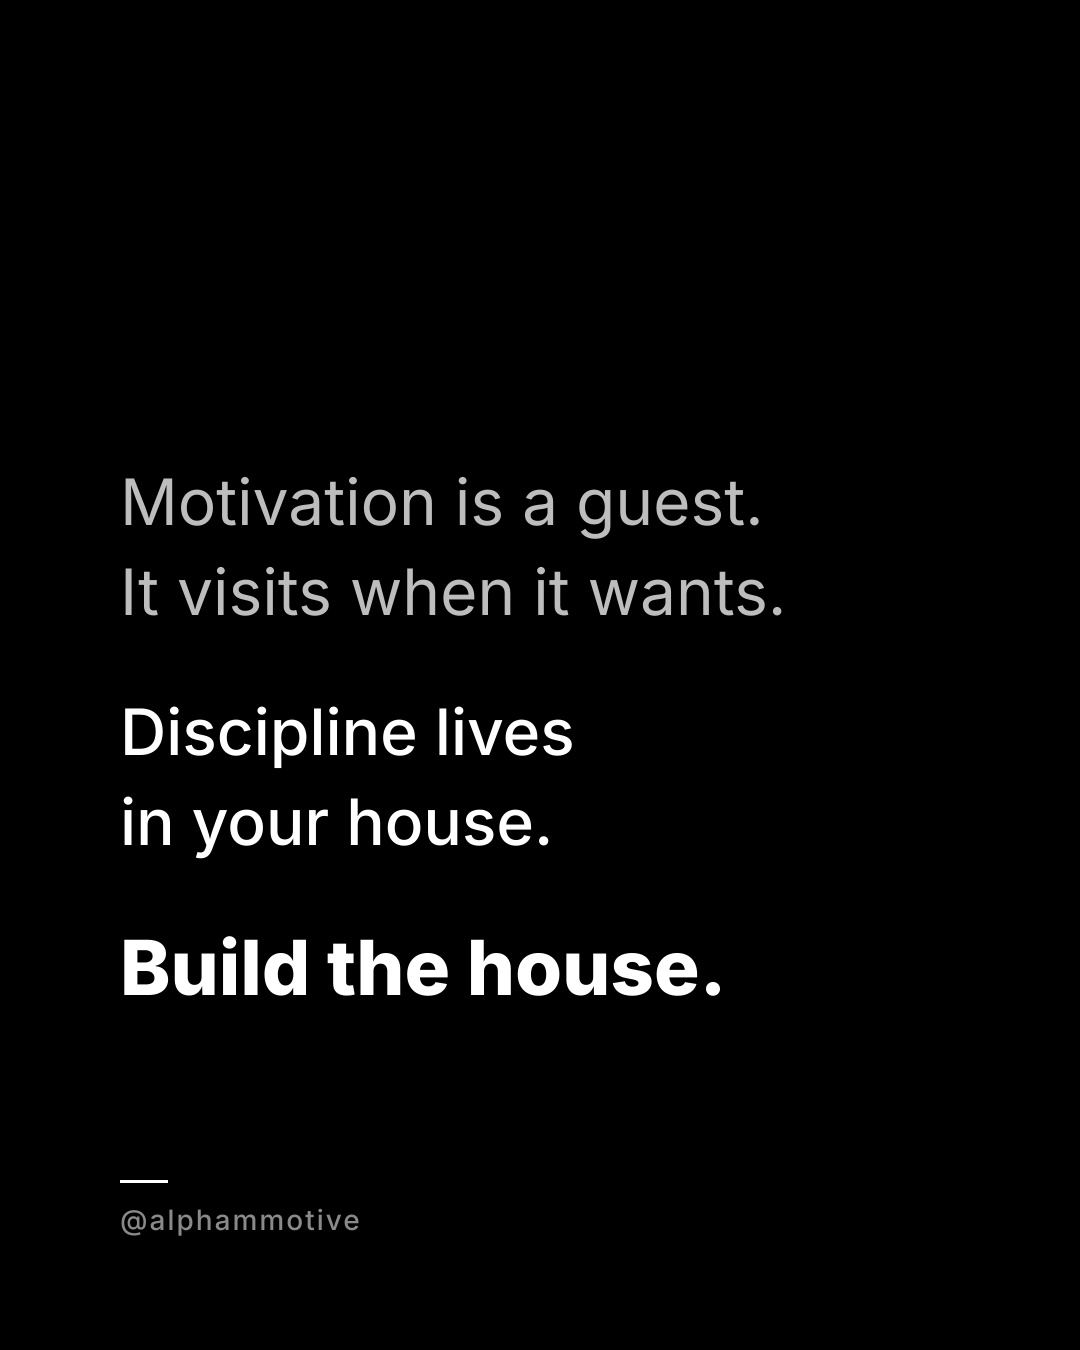 Motivation is a guest.
It visits when it wants.
Discipline lives
in your house.
Build the house.
@alphammotive